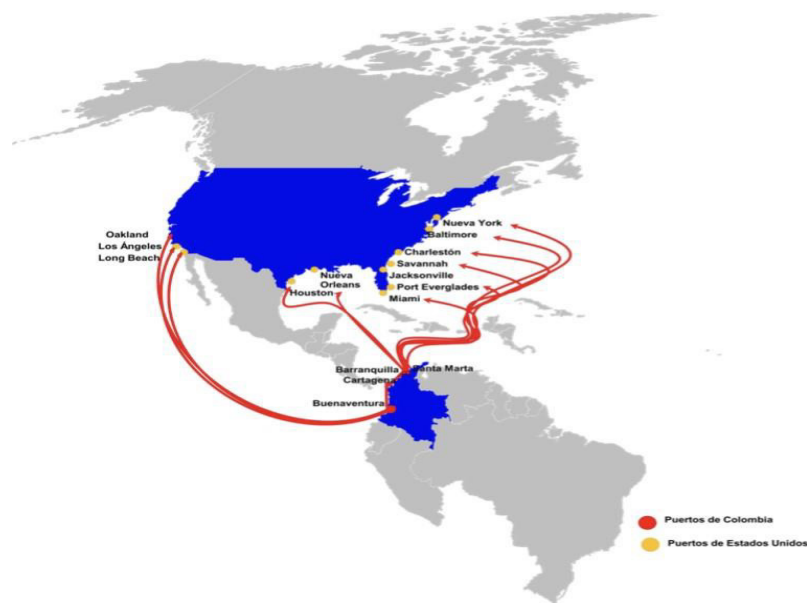 Nueva York
Baltimore
Oakland
Los Ángeles
Long Beach
Charlestón
Savannah
Jacksonville
Nueva
Orleans
Port Everglades
Houston
Miami
Barranquilla
Santa Marta
Cartagena
Buenaventura
Puertos de Colombia
Puertos de Estados Unidos